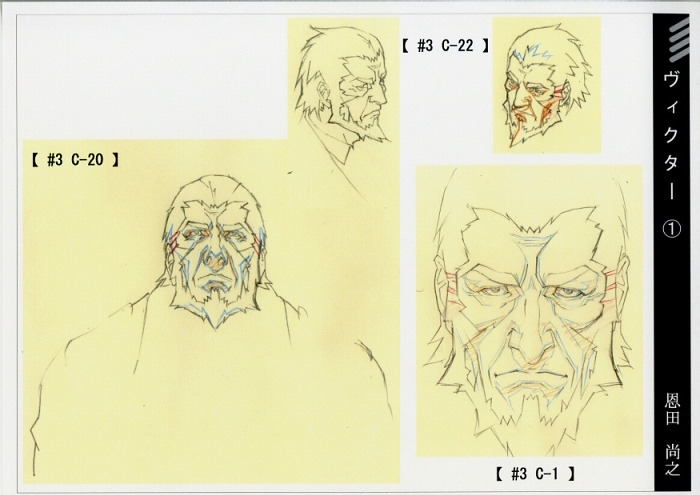 【 #3 C-22 】
【 #3 C-20 】
【 #3 C-1 】
ヴィクター ①
恩田 尚之